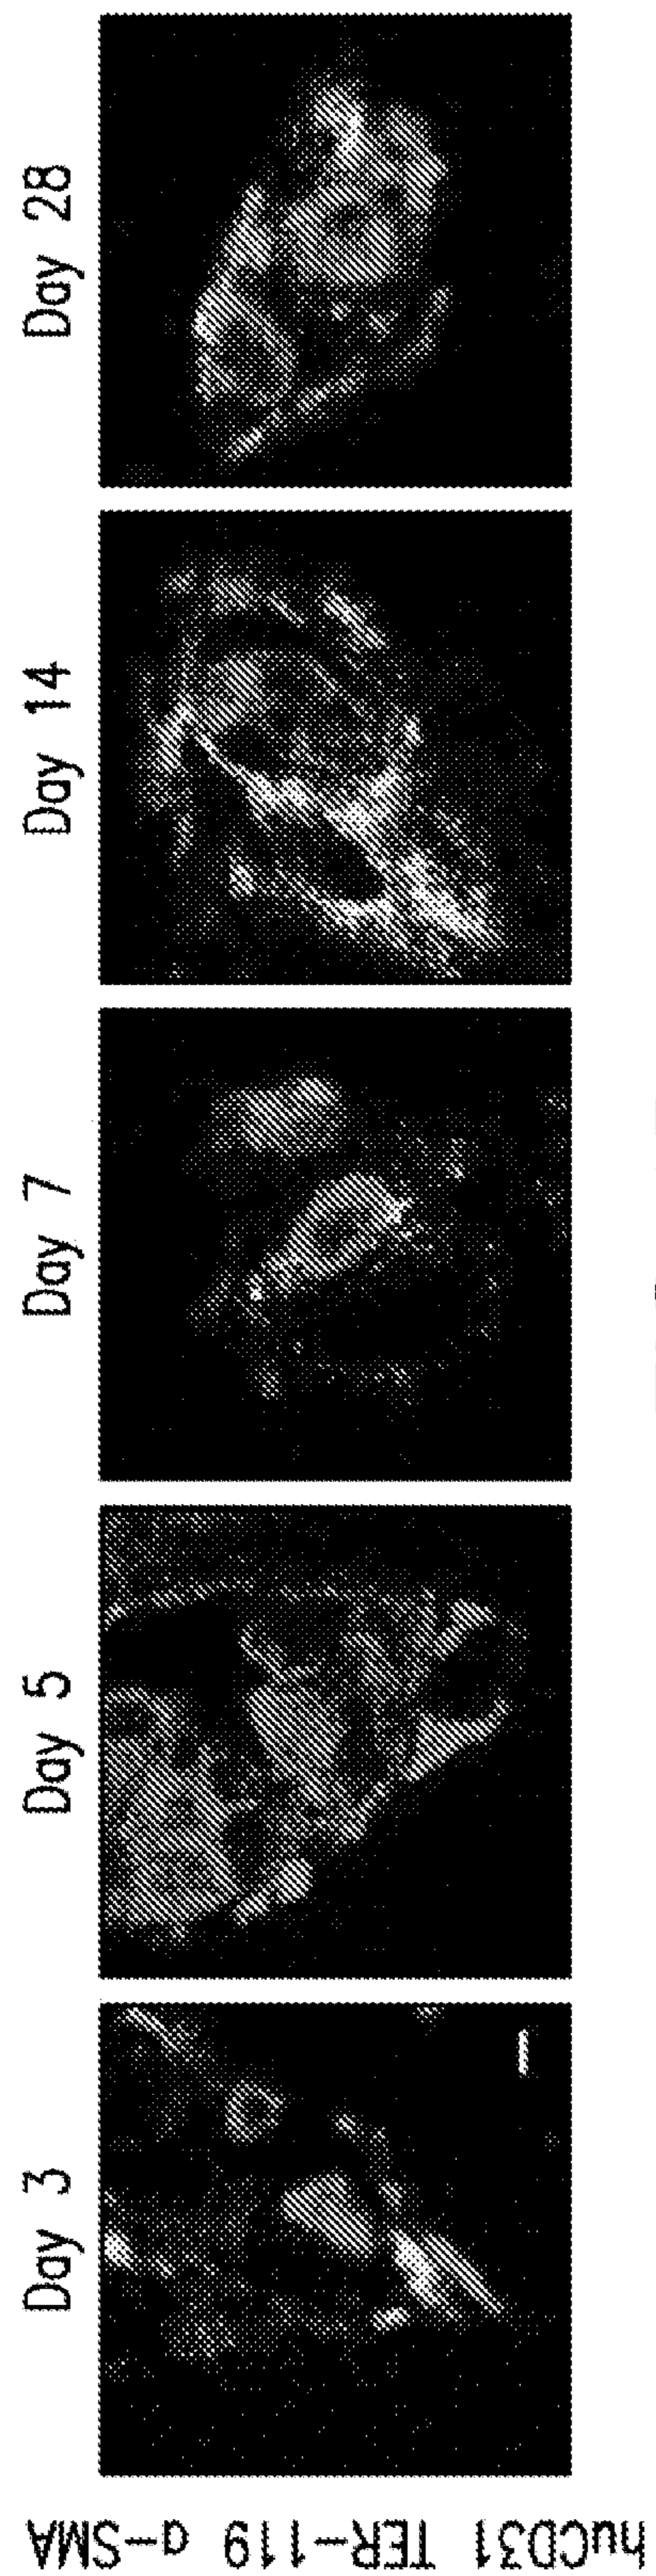 huCD31 TER-119 α-SMA
Day 3
Day 5
Day 7
Day 14
Day 28